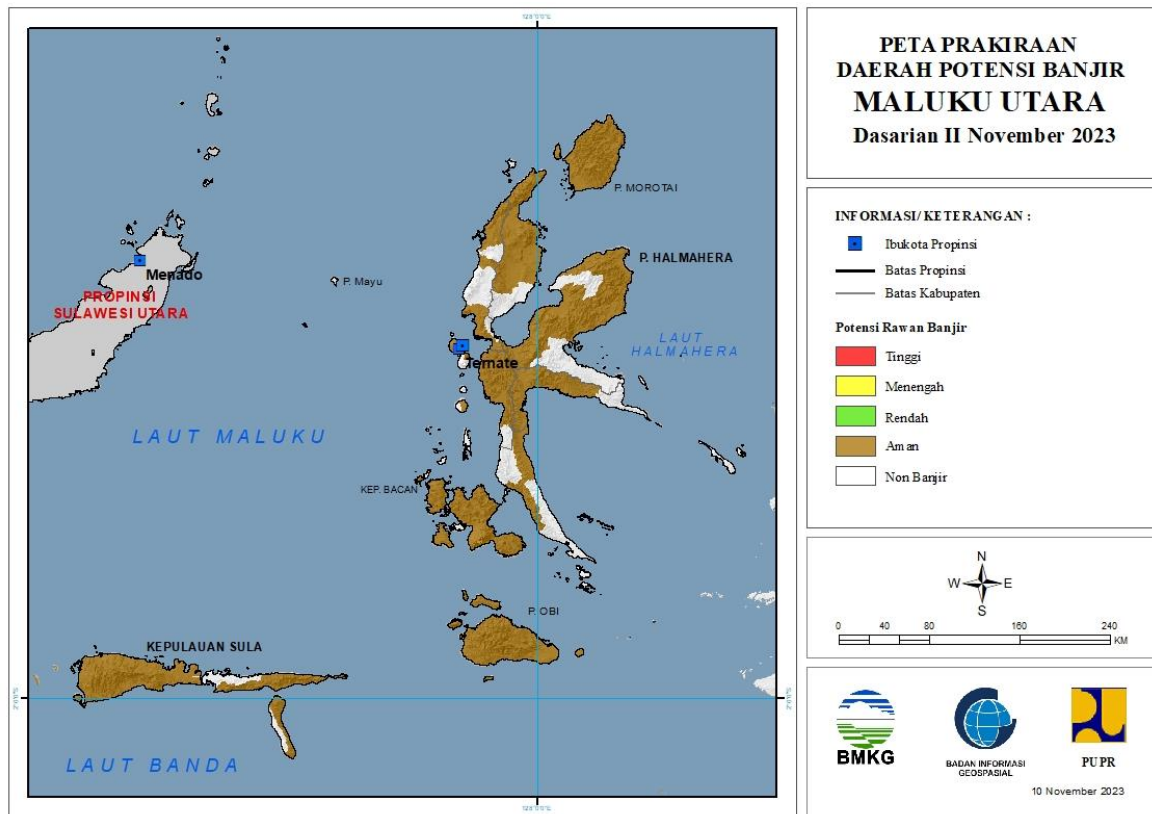 PETA PRAKIRAAN
DAERAH POTENSI BANJIR
MALUKU UTARA
Dasarian II November 2023
INFORMASI/ KETERANGAN :
Ibukota Propinsi
Batas Propinsi
Batas Kabupaten
Potensi Rawan Banjir
Tinggi
Menengah
Rendah
Aman
Non Banjir
N
W E
S
0 40 80 160 240
KM
BMKG
BADAN INFORMASI
GEOSPASIAL
PUPR
10 November 2023
P. MOROTAI
P. HALMAHERA
Menado
P. Mayu
PROPINSI
SULAWESI UTARA
LAUT
HALMAHERA
Ternate
LAUT MALUKU
KEP. BACAN
P. OBI
KEPULAUAN SULA
LAUT BANDA